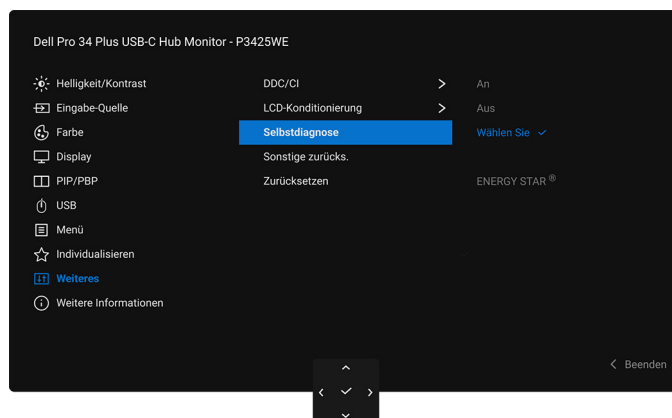 Dell Pro 34 Plus USB-C Hub Monitor - P3425WE
Helligkeit/Kontrast
DDC/CI
An
Eingabe-Quelle
LCD-Konditionierung
Aus
Farbe
Selbstdiagnose
Wählen Sie
Display
Sonstige zurücks.
PIP/PBP
Zurücksetzen
ENERGY STAR®
USB
Menü
Individualisieren
Weiteres
Weitere Informationen
Beenden